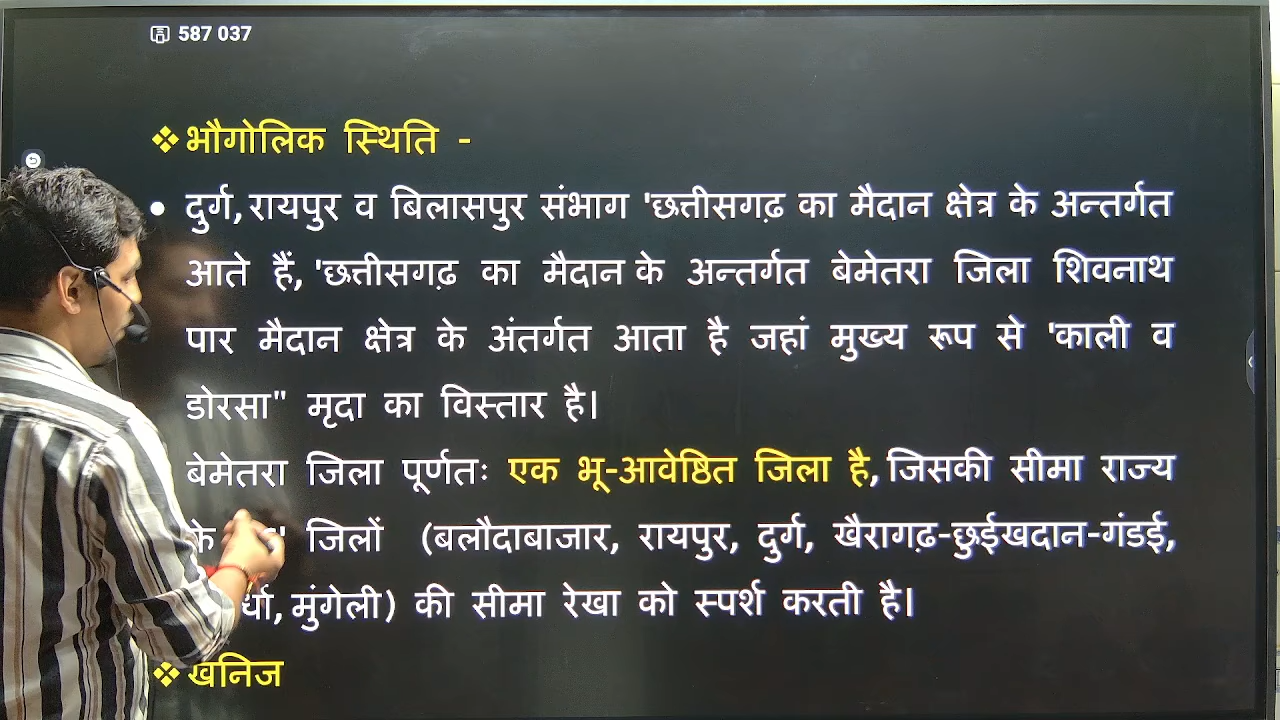 587 037
❖ भौगोलिक स्थिति -
• दुर्ग, रायपुर व बिलासपुर संभाग 'छत्तीसगढ़ का मैदान क्षेत्र के अन्तर्गत
आते हैं, 'छत्तीसगढ़ का मैदान के अन्तर्गत बेमेतरा जिला शिवनाथ
पार मैदान क्षेत्र के अंतर्गत आता है जहां मुख्य रूप से 'काली व
डोरसा" मृदा का विस्तार है।
बेमेतरा जिला पूर्णतः एक भू-आवेष्ठित जिला है, जिसकी सीमा राज्य
के जिलों (बलौदाबाजार, रायपुर, दुर्ग, खैरागढ़-छुईखदान-गंडई,
मुंगेली) की सीमा रेखा को स्पर्श करती है।
❖ खनिज